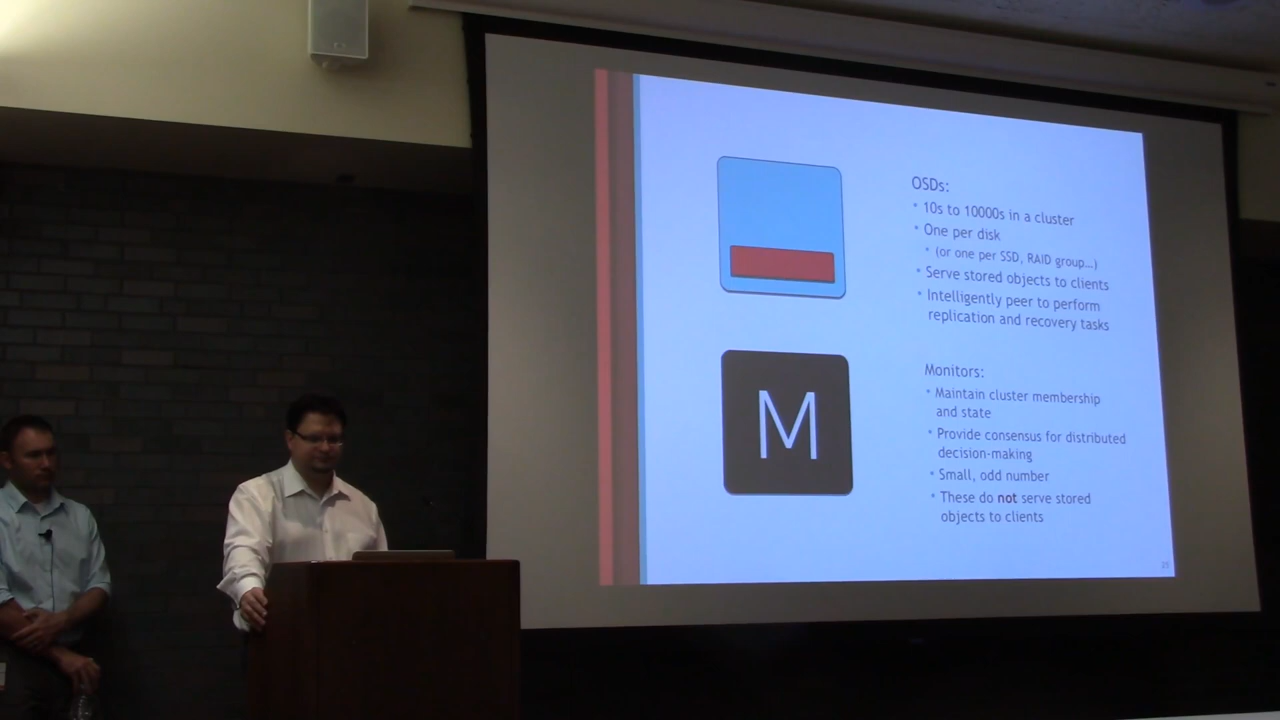 OSDs:
• 10s to 10000s in a cluster
• One per disk
• (or one per SSD, RAID group…)
• Serve stored objects to clients
• Intelligently peer to perform
replication and recovery tasks
M
Monitors:
• Maintain cluster membership
and state
• Provide consensus for distributed
decision-making
• Small, odd number
• These do not serve stored
objects to clients